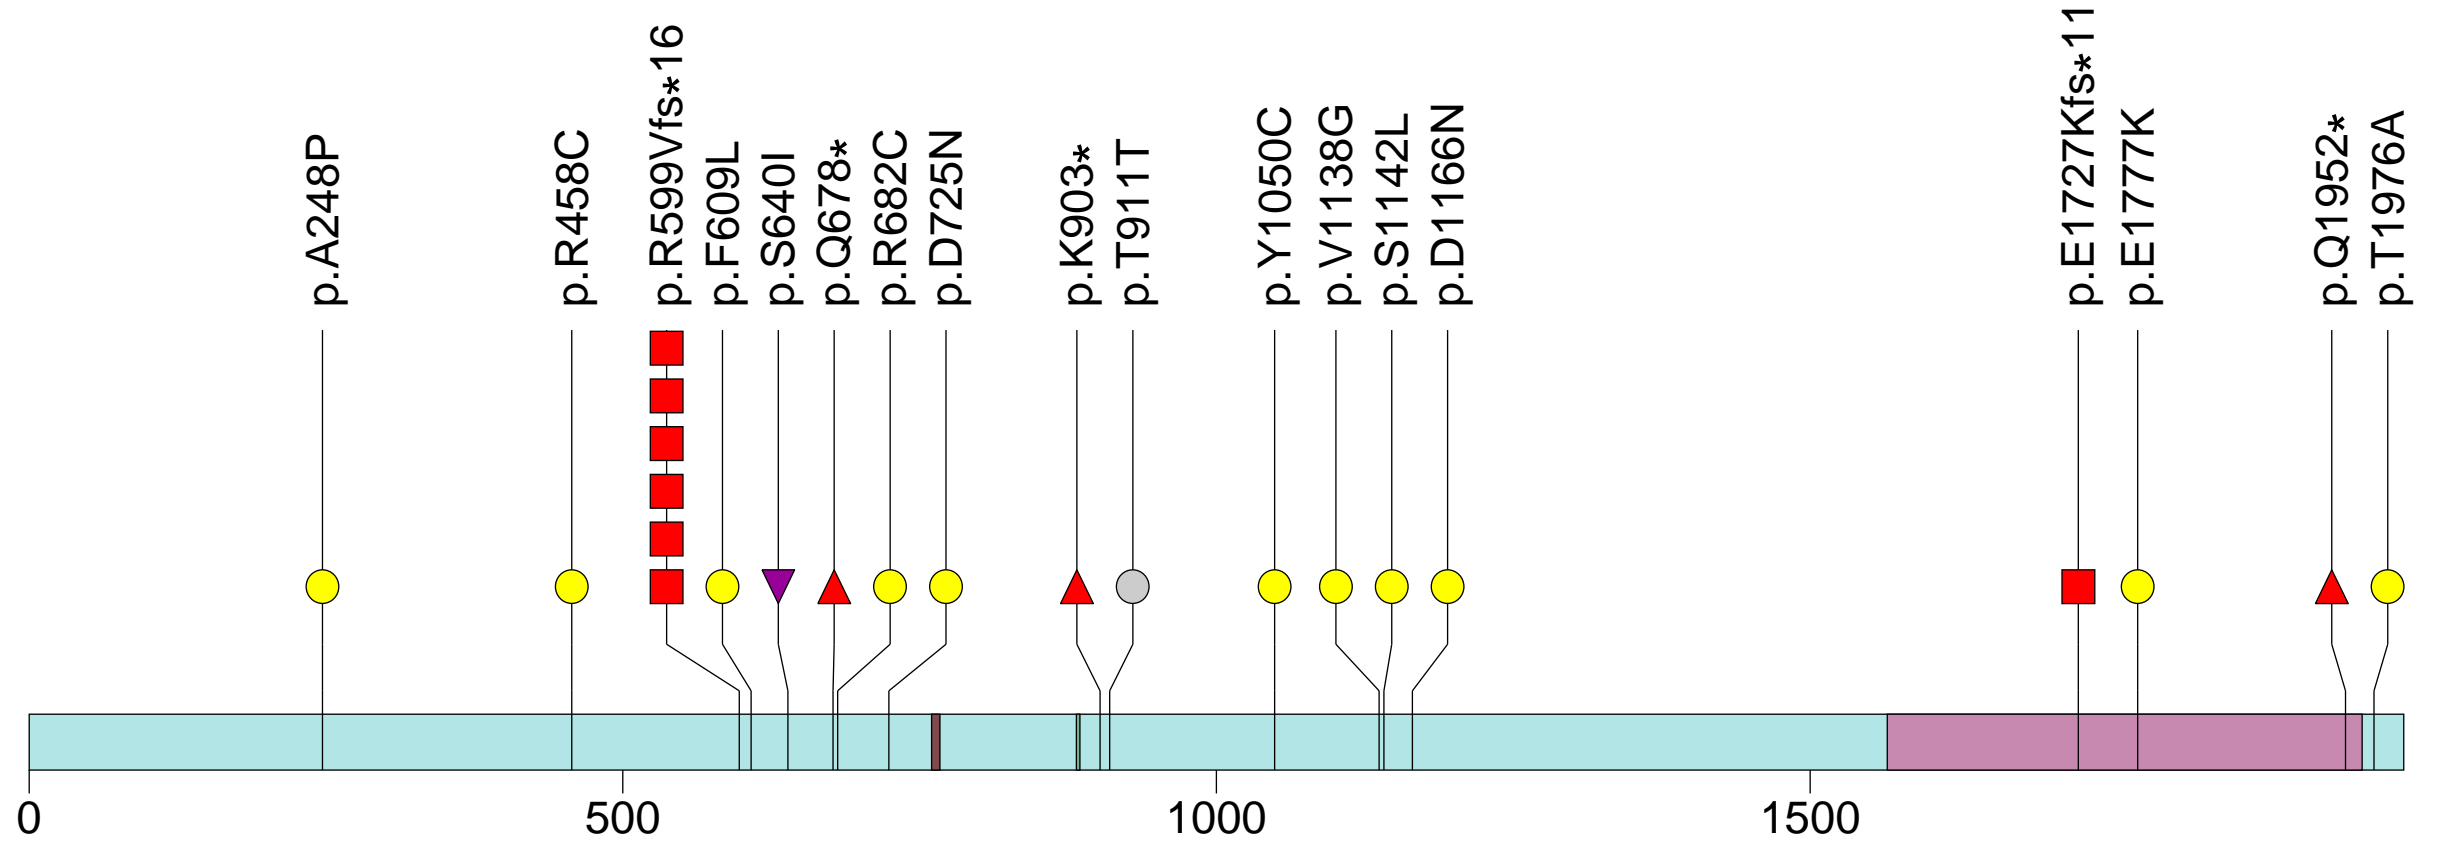 p.A248P
p.R458C
p.R599Vfs*16
p.F609L
p.S640I
p.Q678*
p.R682C
p.D725N
p.K903*
p.T911T
p.Y1050C
p.V1138G
p.S1142L
p.D1166N
p.E1727Kfs*11
p.E1777K
p.Q1952*
p.T1976A
0 500 1000 1500